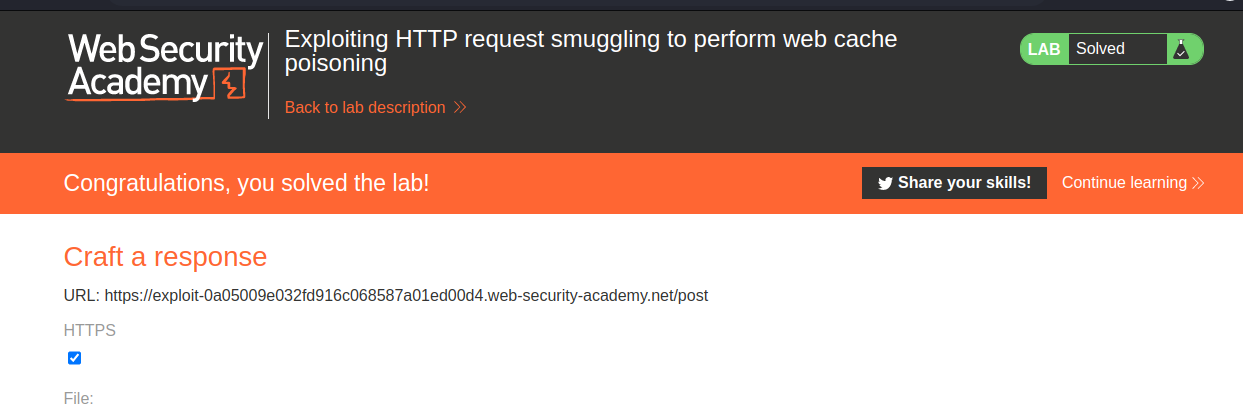 Web Security
Academy
Exploiting HTTP request smuggling to perform web cache
poisoning
Back to lab description
LAB Solved
Congratulations, you solved the lab!
Share your skills!
Continue learning
Craft a response
URL: https://exploit-0a05009e032fd916c068587a01ed00d4.web-security-academy.net/post
HTTPS
File: